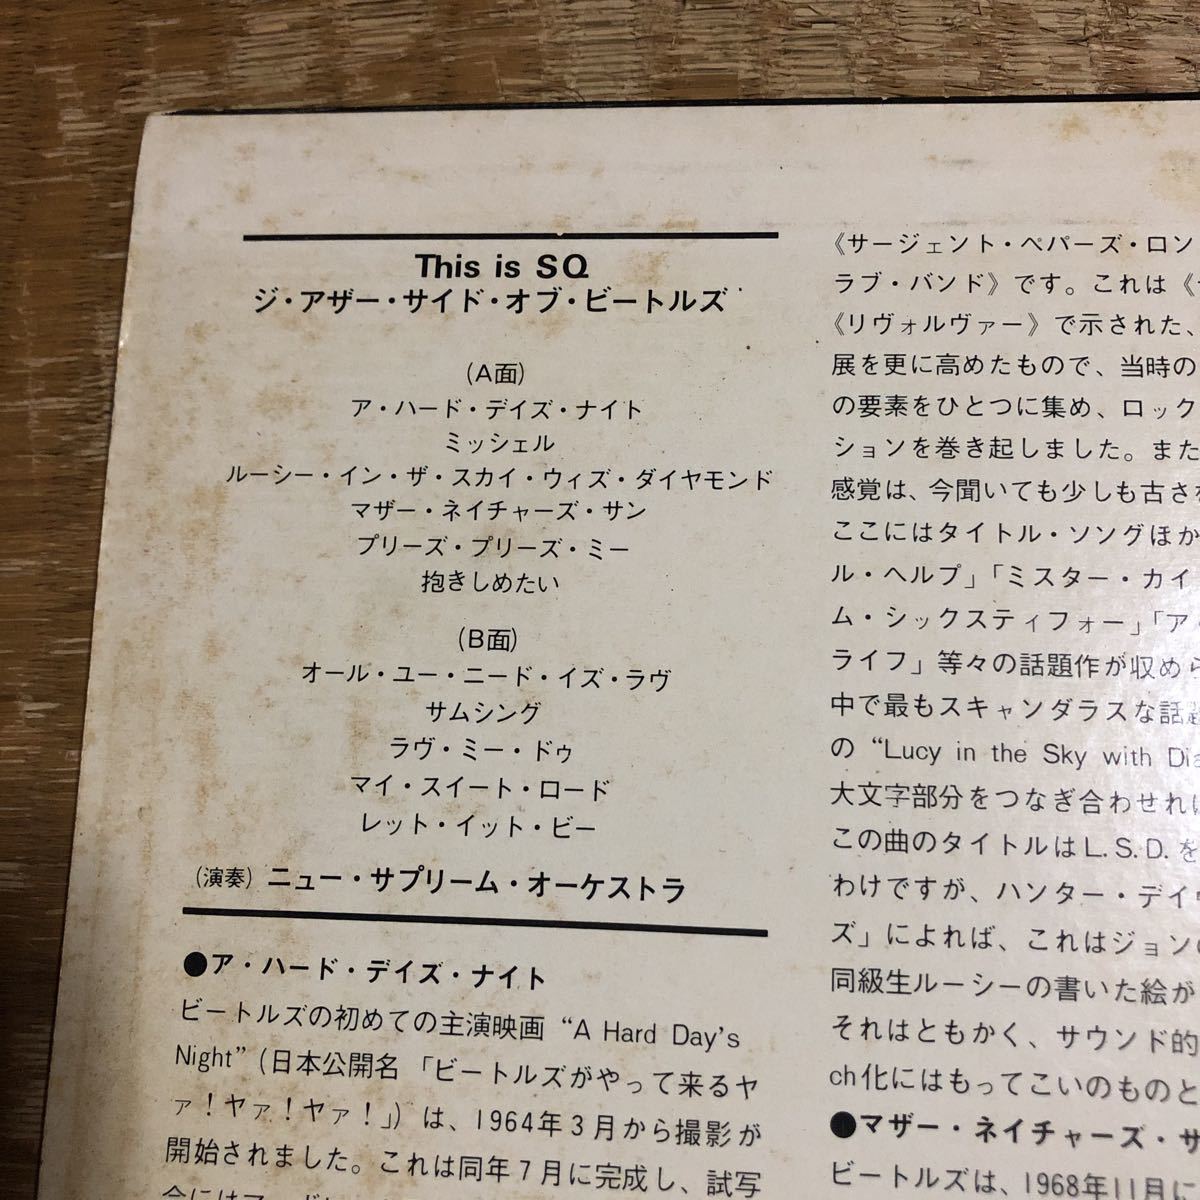 This is SQ
ジ・アザー・サイド・オブ・ビートルズ
(A面)
ア・ハード・デイズ・ナイト
ミッシェル
ルーシー・イン・ザ・スカイ・ウィズ・ダイヤモンド
マザー・ネイチャーズ・サン
プリーズ・プリーズ・ミー
抱きしめたい
(B面)
オール・ユー・ニード・イズ・ラヴ
サムシング
ラヴ・ミー・ドゥ
マイ・スイート・ロード
レット・イット・ビー
(演奏) ニュー・サプリーム・オーケストラ
●ア・ハード・デイズ・ナイト
ビートルズの初めての主演映画 “A Hard Day's
Night” (日本公開名 「ビートルズがやって来るヤ
ァ！ヤァ！ヤァ！」) は、1964年3月から撮影が
開始されました。これは同年7月に完成し、試写
《サージェント・ペパーズ・ロン
ラブ・バンド》です。これは《
《リヴォルヴァー》で示された、
展を更に高めたもので、当時の
の要素をひとつに集め、ロック
ションを巻き起しました。また
感覚は、今聞いても少しも古さ
ここにはタイトル・ソングほか
ル・ヘルプ」「ミスター・カイ
ム・シックスティフォー」「ア
ライフ」等々の話題作が収めら
中で最もスキャンダラスな話題
の “Lucy in the Sky with Dia
大文字部分をつなぎ合わせれば
この曲のタイトルはL.S.D.を
わけですが、ハンター・デイヴ
ズ」によれば、これはジョンの
同級生ルーシーの書いた絵が
それはともかく、サウンド的
ch化にはもってこいのものと
●マザー・ネイチャーズ・サ
ビートルズは、1968年11月に